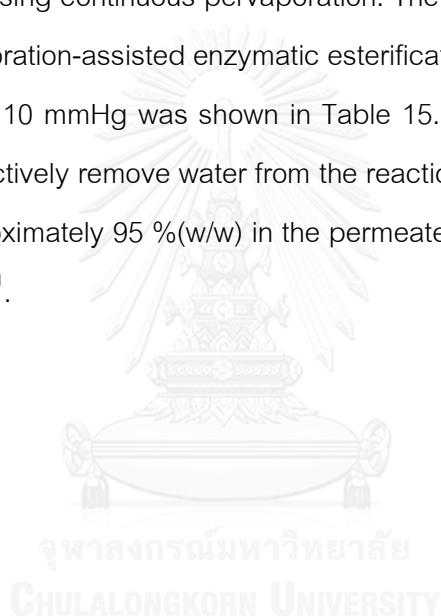 sing continuous pervaporation. The
oration-assisted enzymatic esterificat
10 mmHg was shown in Table 15.
ctively remove water from the reactio
oximately 95 %(w/w) in the permeate
.
จุฬาลงกรณ์มหาวิทยาลัย
CHULALONGKORN UNIVERSITY